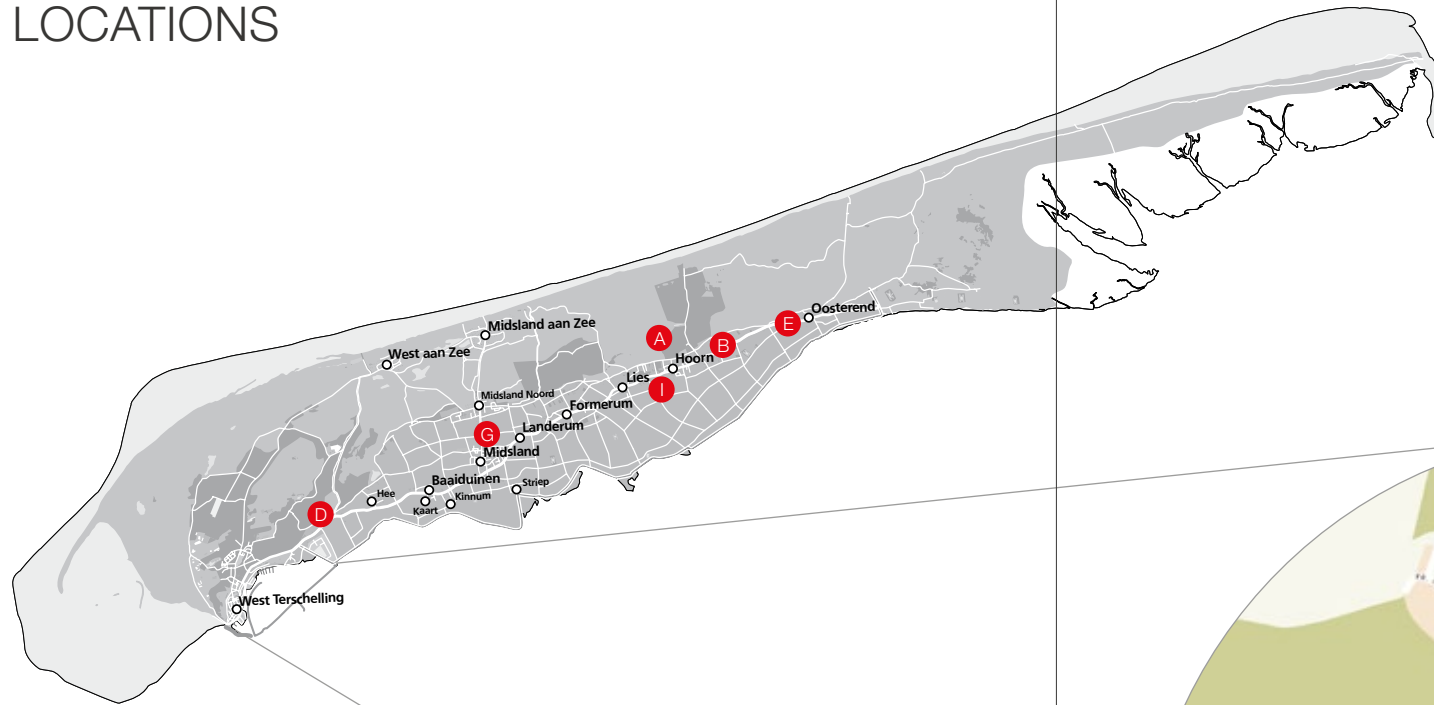 LOCATIONS
Oosterend
E
Midsland aan Zee
A
B
West aan Zee
Hoorn
Lies
I
Midsland Noord
Formerum
G
Landerum
Midsland
Baaiduinen
Striep
Hee
Kinnum
Kaart
D
West Terschelling